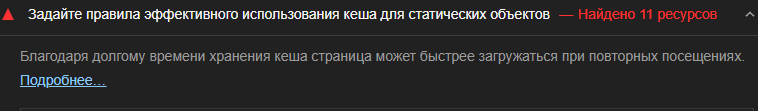 Задайте правила эффективного использования кеша для статических объектов — Найдено 11 ресурсов
Благодаря долгому времени хранения кеша страница может быстрее загружаться при повторных посещениях.
Подробнее…